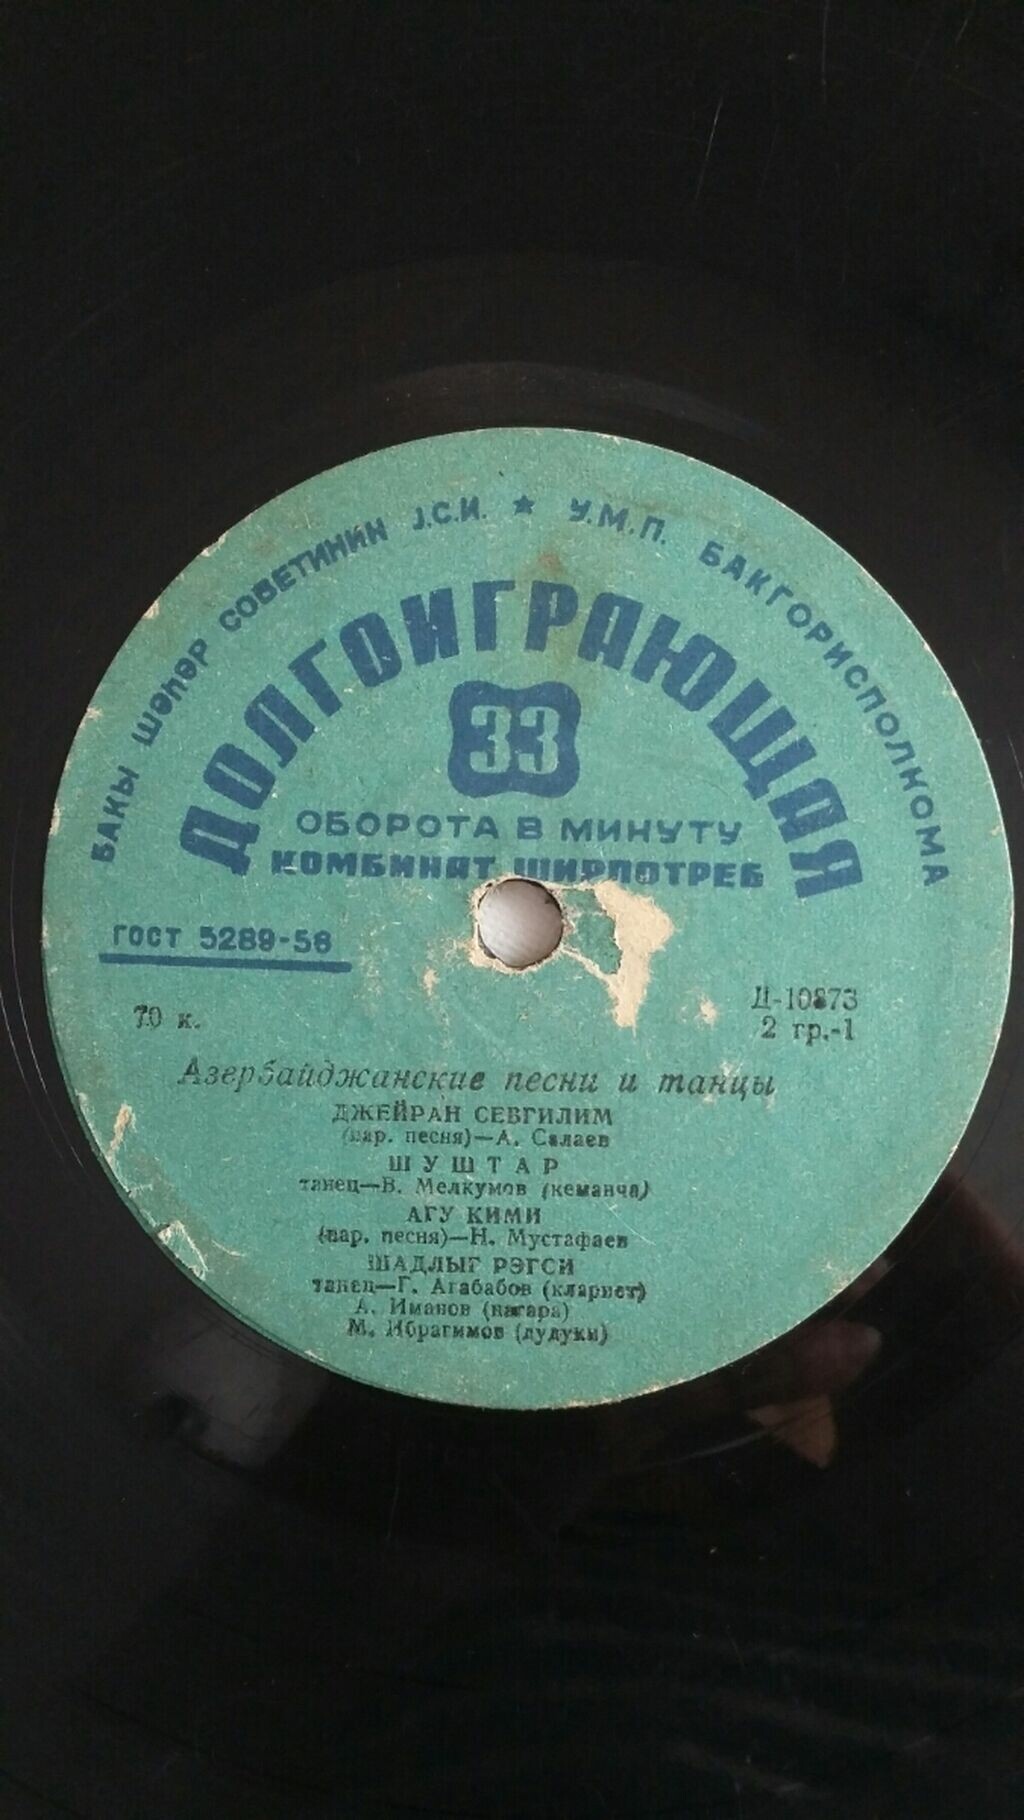 БАКЫ ШӘҺӘР СОВЕТИНИН Ј.С.И. ★ У.М.П. БАКГОРИСПОЛКОМА
ДОЛГОИГРАЮЩАЯ
33
ОБОРОТА В МИНУТУ
КОМБИНАТ ШИРПОТРЕБ
ГОСТ 5289-56
70 к.
Д-10873
2 гр.-1
Азербайджанские песни и танцы
ДЖЕЙРАН СЕВГИЛИМ
(нар. песня)—А. Салаев
ШУШТАР
танец—В. Мелкумов (кеманча)
АГУ КИМИ
(нар. песня)—Н. Мустафаев
ШАДЛЫГ РЭГСИ
танец—Г. Агабабов (кларнет)
А. Иманов (нагара)
М. Ибрагимов (дудуки)